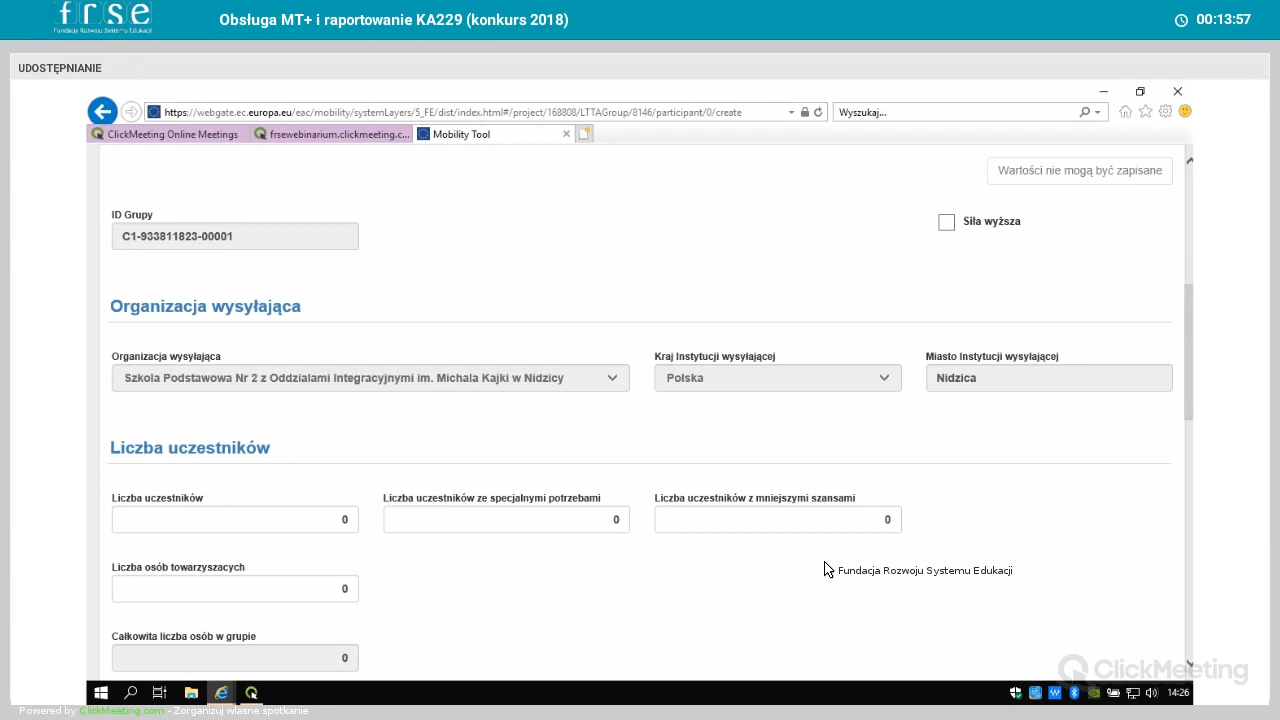 frse
Fundacja Rozwoju Systemu Edukacji
Obsługa MT+ i raportowanie KA229 (konkurs 2018)
00:13:57
UDOSTĘPNIANIE
https://webgate.ec.europa.eu/eac/mobility/systemLayers/5_FE/dist/index.html#/project/168808/LTTAGroup/8146/participant/0/create
Wyszukaj...
ClickMeeting Online Meetings
frsewebinarium.clickmeeting.c...
Mobility Tool
Wartości nie mogą być zapisane
ID Grupy
C1-933811823-00001
Siła wyższa
Organizacja wysyłająca
Organizacja wysyłająca
Kraj Instytucji wysyłającej
Miasto Instytucji wysyłającej
Szkola Podstawowa Nr 2 z Oddzialami Integracyjnymi im. Michala Kajki w Nidzicy
Polska
Nidzica
Liczba uczestników
Liczba uczestników
Liczba uczestników ze specjalnymi potrzebami
Liczba uczestników z mniejszymi szansami
0
0
0
Liczba osób towarzyszacych
0
Fundacja Rozwoju Systemu Edukacji
Całkowita liczba osób w grupie
0
ClickMeeting
14:26
Powered by ClickMeeting.com - Zorganizuj własne spotkanie